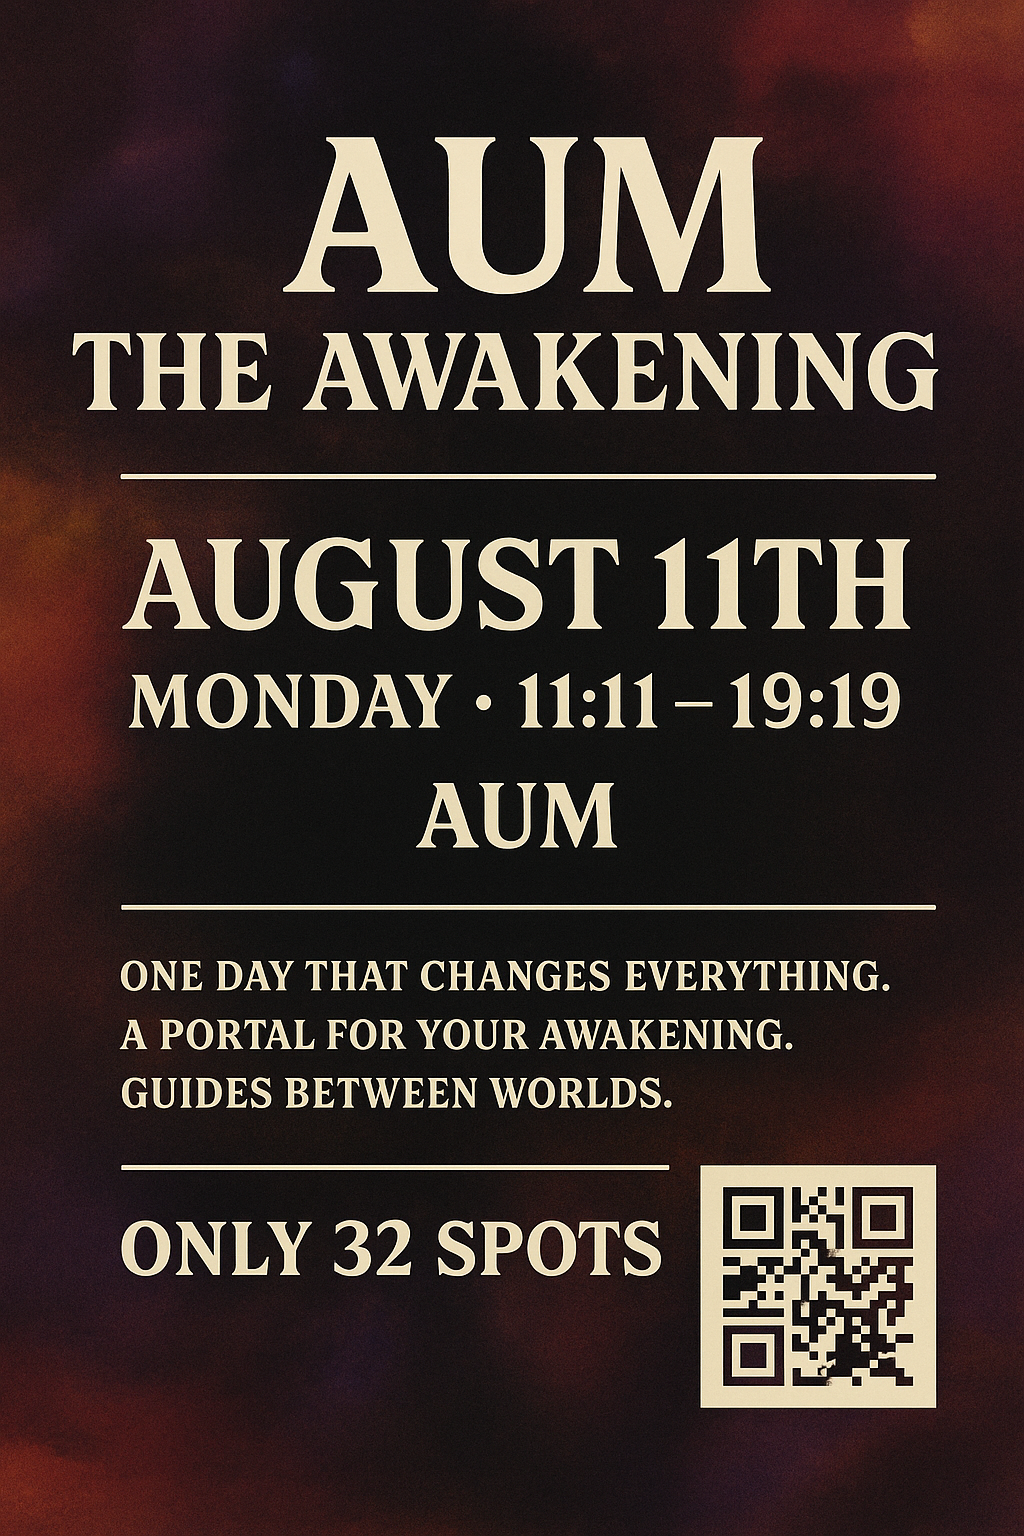 AUM
THE AWAKENING
AUGUST 11TH
MONDAY • 11:11 – 19:19
AUM
ONE DAY THAT CHANGES EVERYTHING.
A PORTAL FOR YOUR AWAKENING.
GUIDES BETWEEN WORLDS.
ONLY 32 SPOTS